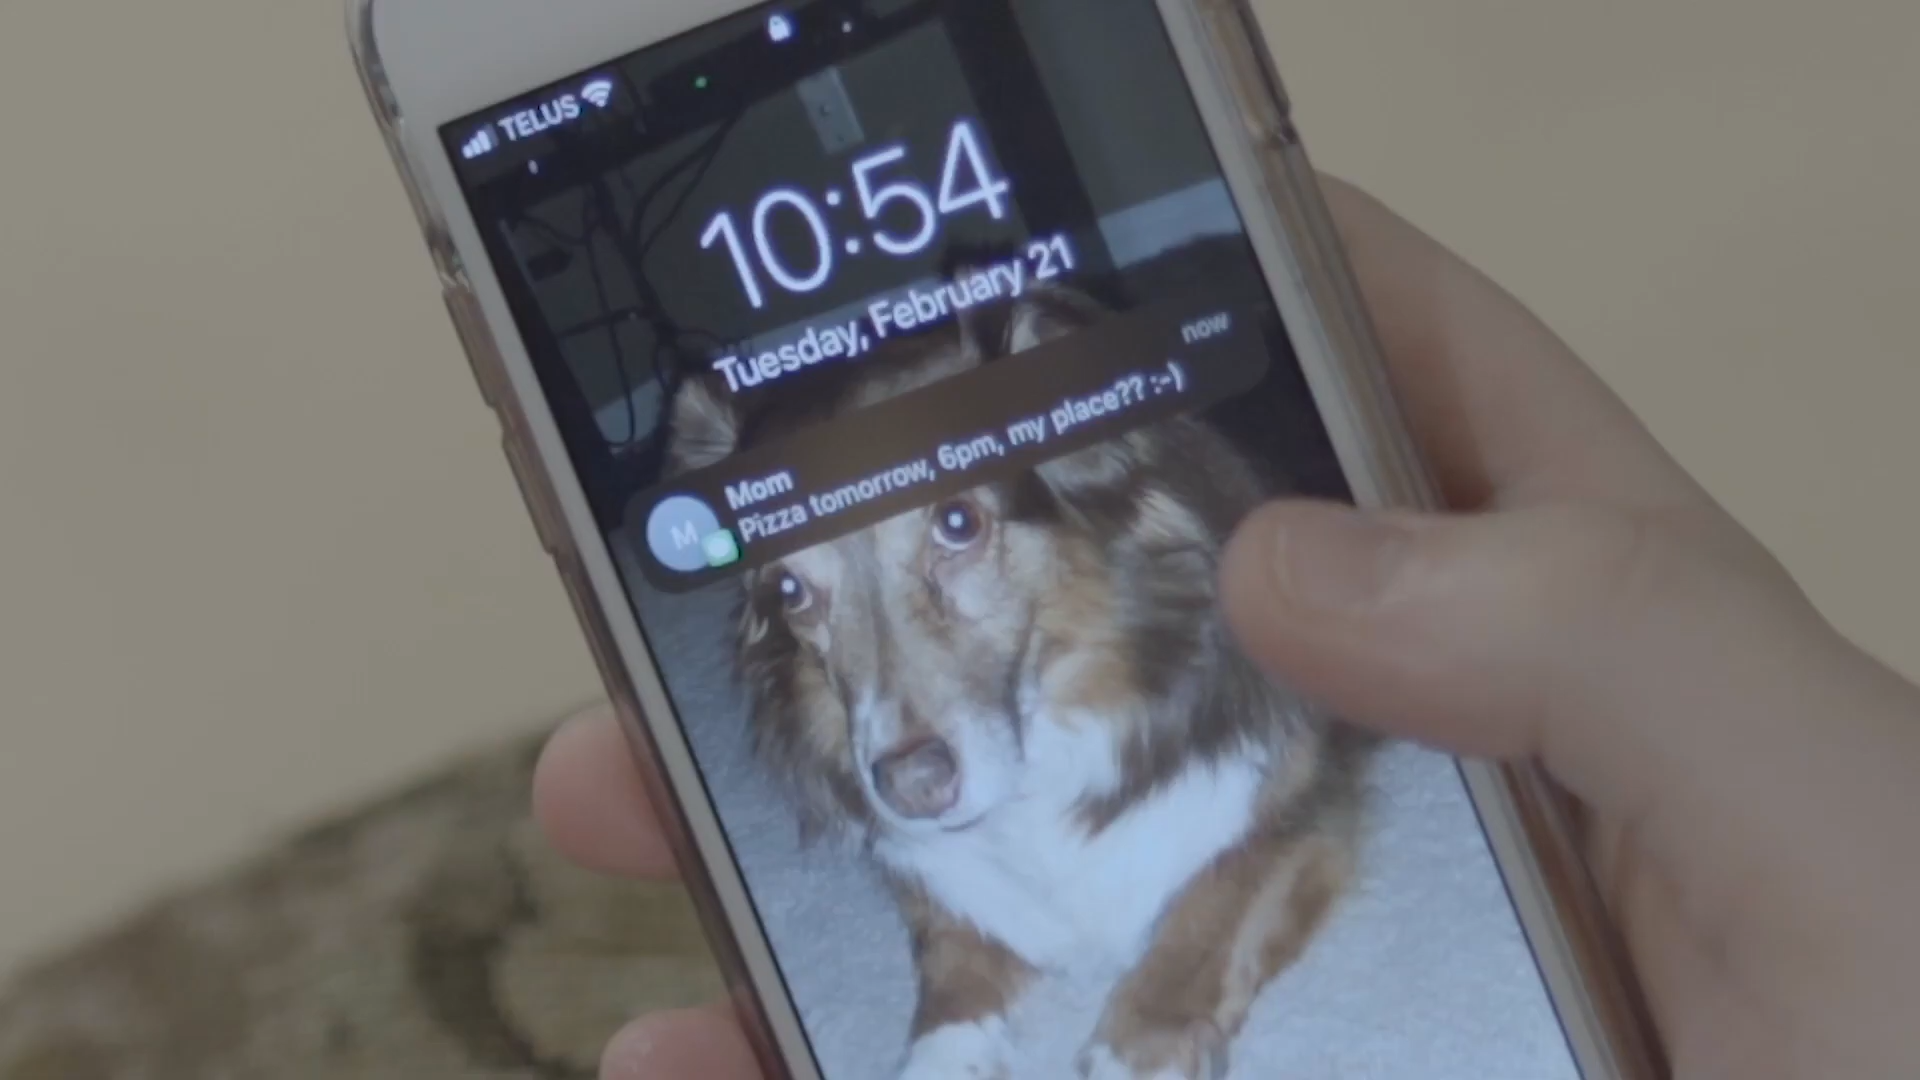 TELUS
10:54
Tuesday, February 21
now
Mom
Pizza tomorrow, 6pm, my place?? :-)
M